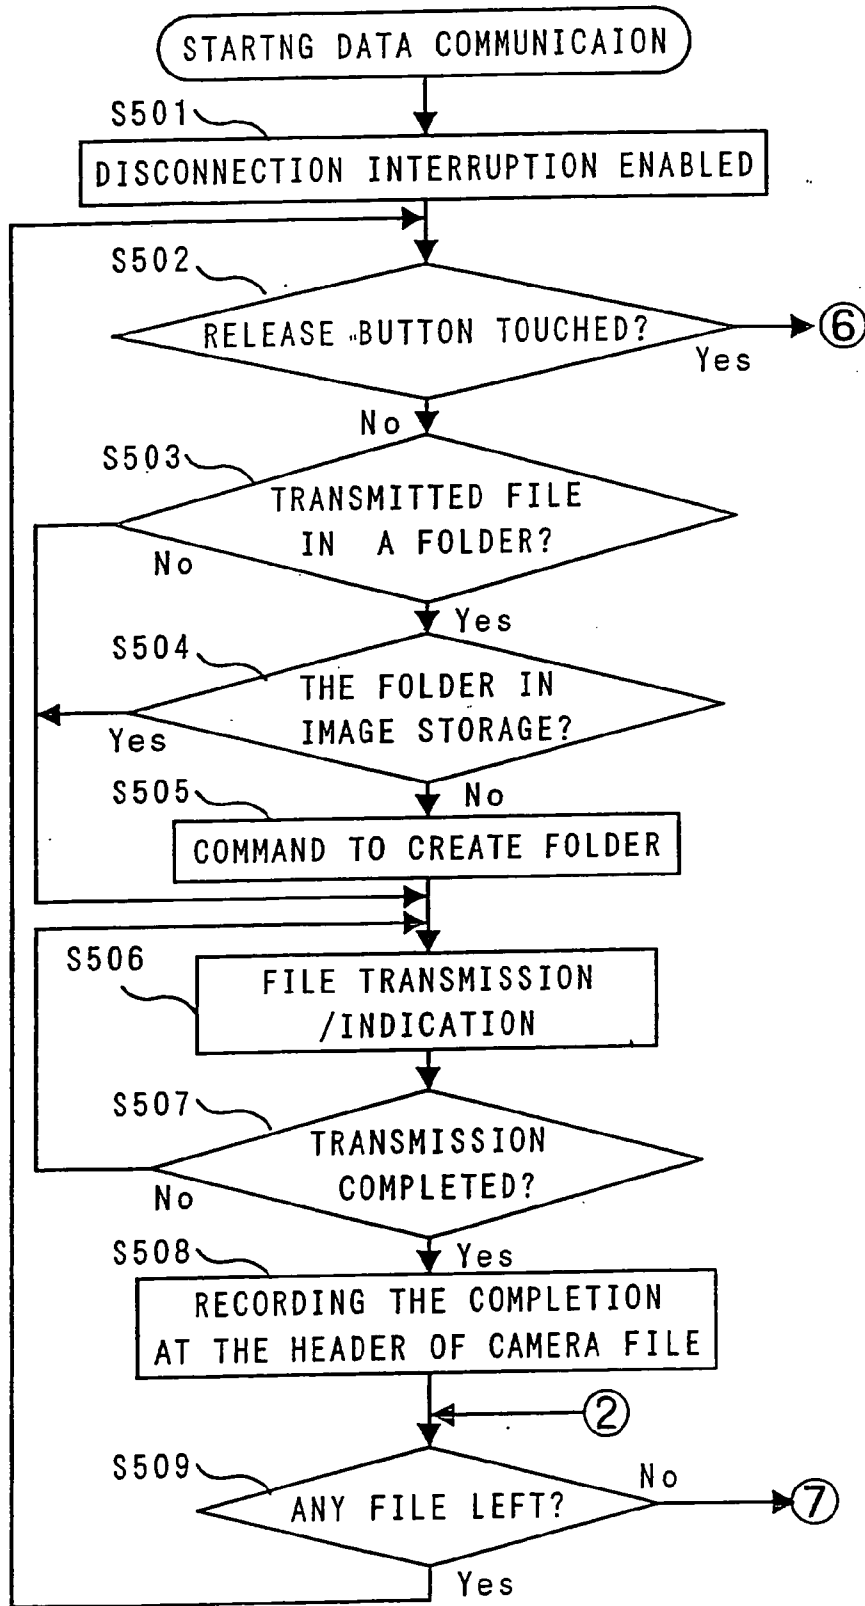 STARTNG DATA COMMUNICAION
S501
DISCONNECTION INTERRUPTION ENABLED
S502
RELEASE BUTTON TOUCHED?
⑥
Yes
No
S503
TRANSMITTED FILE
IN A FOLDER?
No
Yes
S504
THE FOLDER IN
IMAGE STORAGE?
Yes
No
S505
COMMAND TO CREATE FOLDER
S506
FILE TRANSMISSION
/INDICATION
S507
TRANSMISSION
COMPLETED?
No
Yes
S508
RECORDING THE COMPLETION
AT THE HEADER OF CAMERA FILE
②
S509
ANY FILE LEFT?
No
⑦
Yes